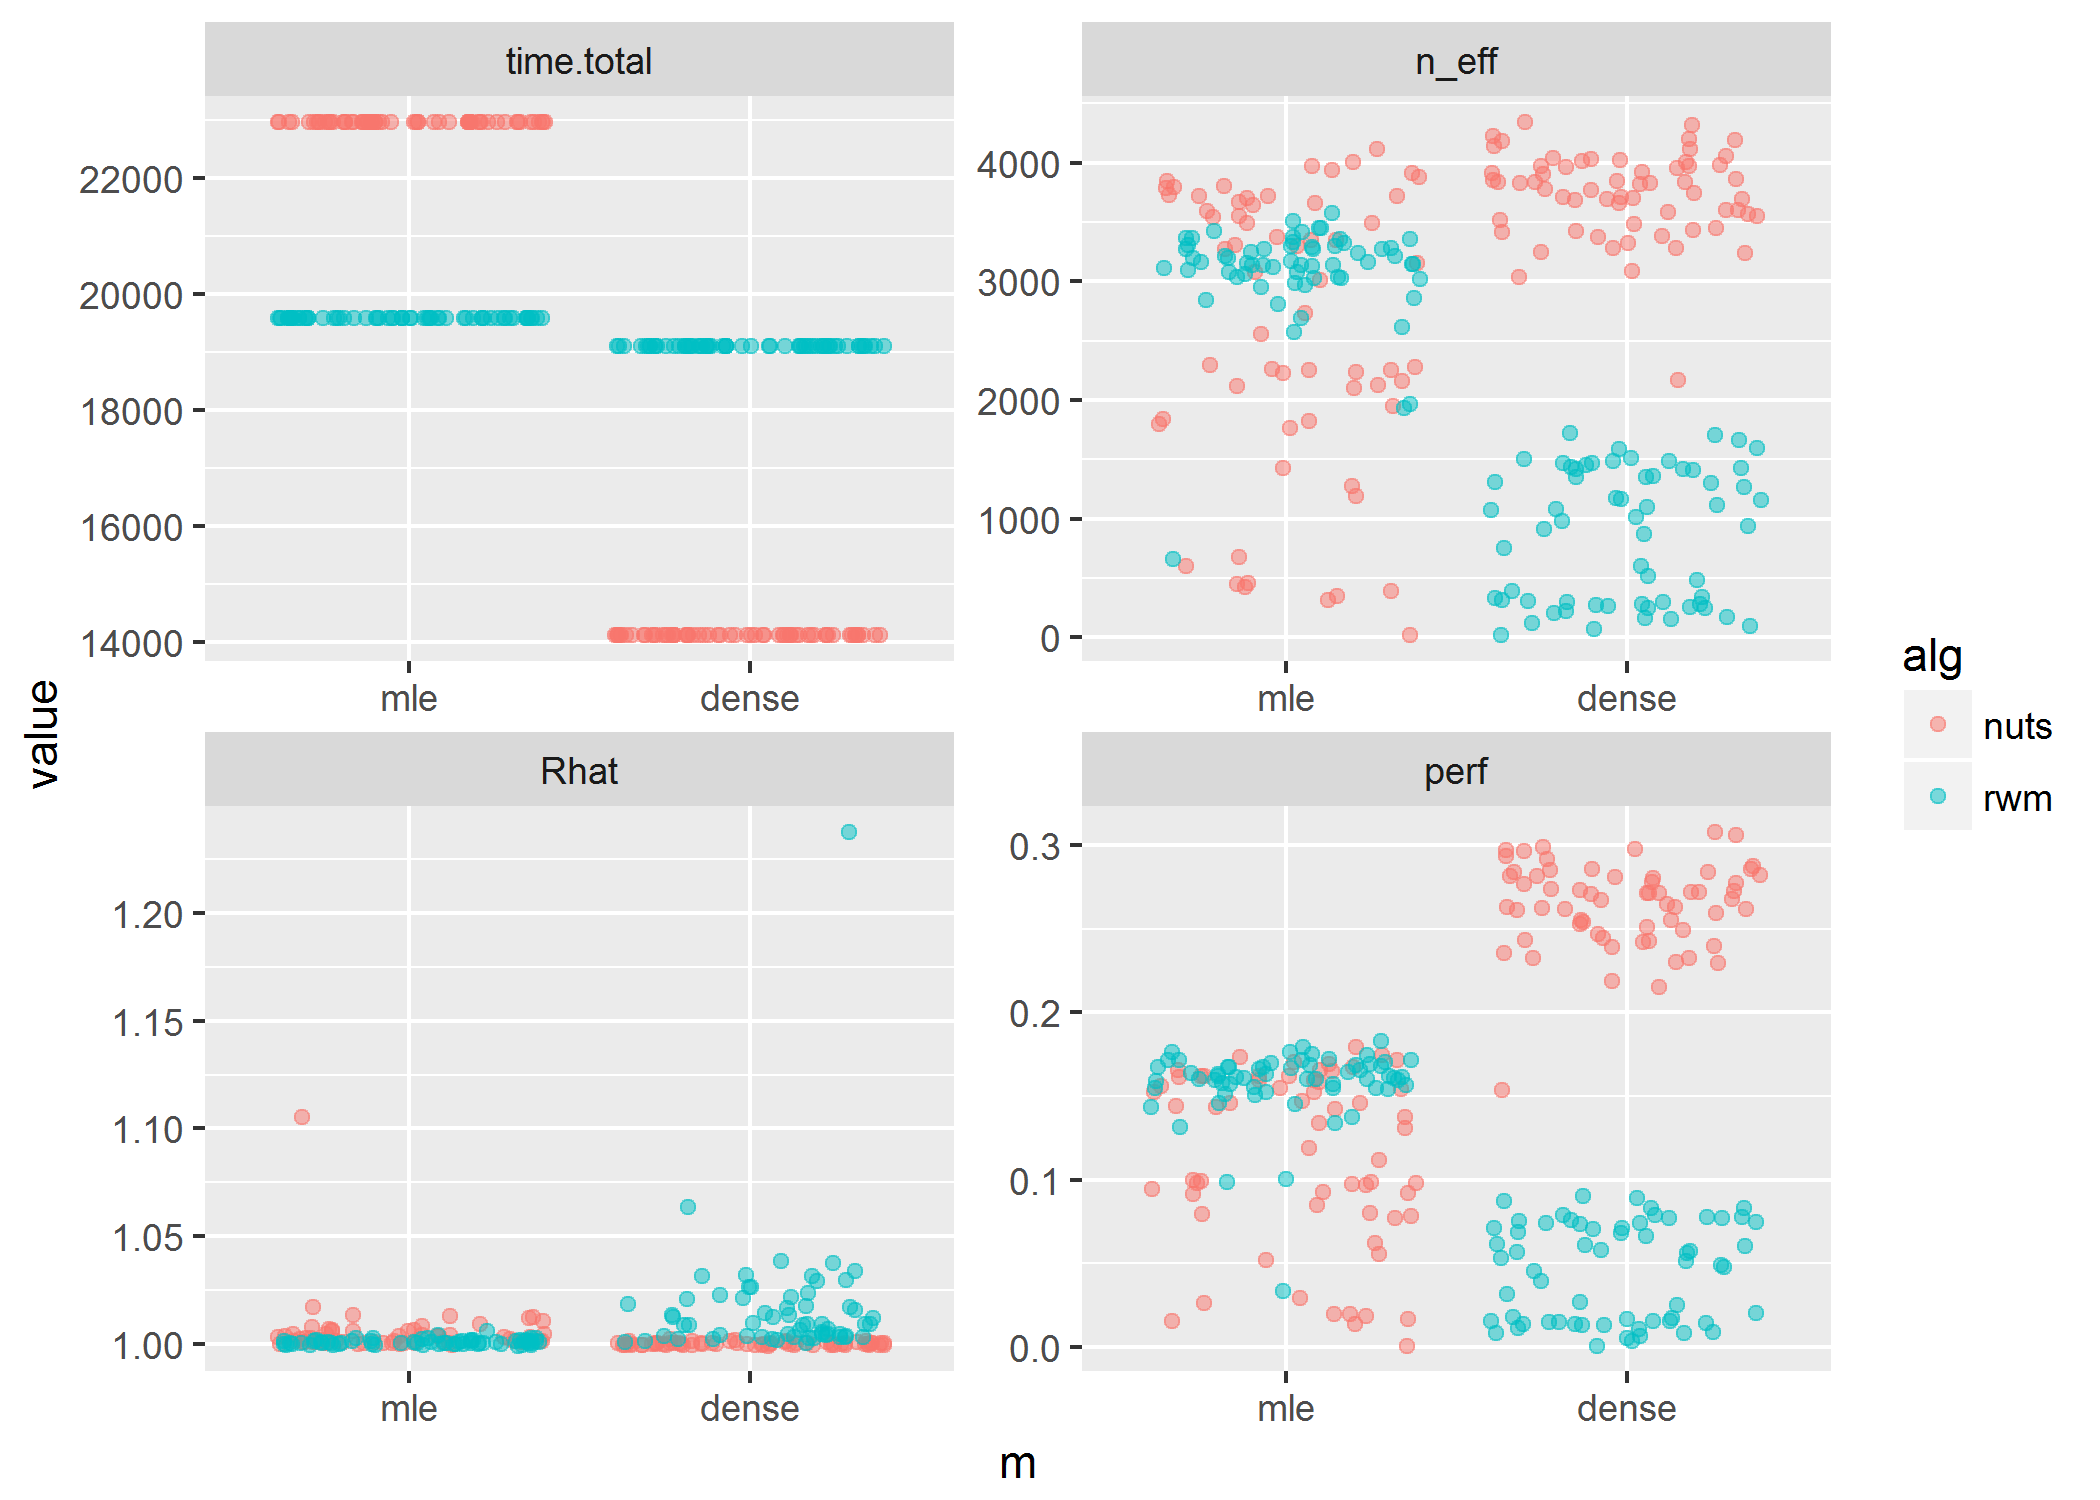 time.total
n_eff
22000
20000
18000
16000
14000
4000
3000
2000
1000
0
mle
dense
mle
dense
value
Rhat
perf
1.20
1.15
1.10
1.05
1.00
0.3
0.2
0.1
0.0
mle
dense
mle
dense
m
alg
nuts
rwm